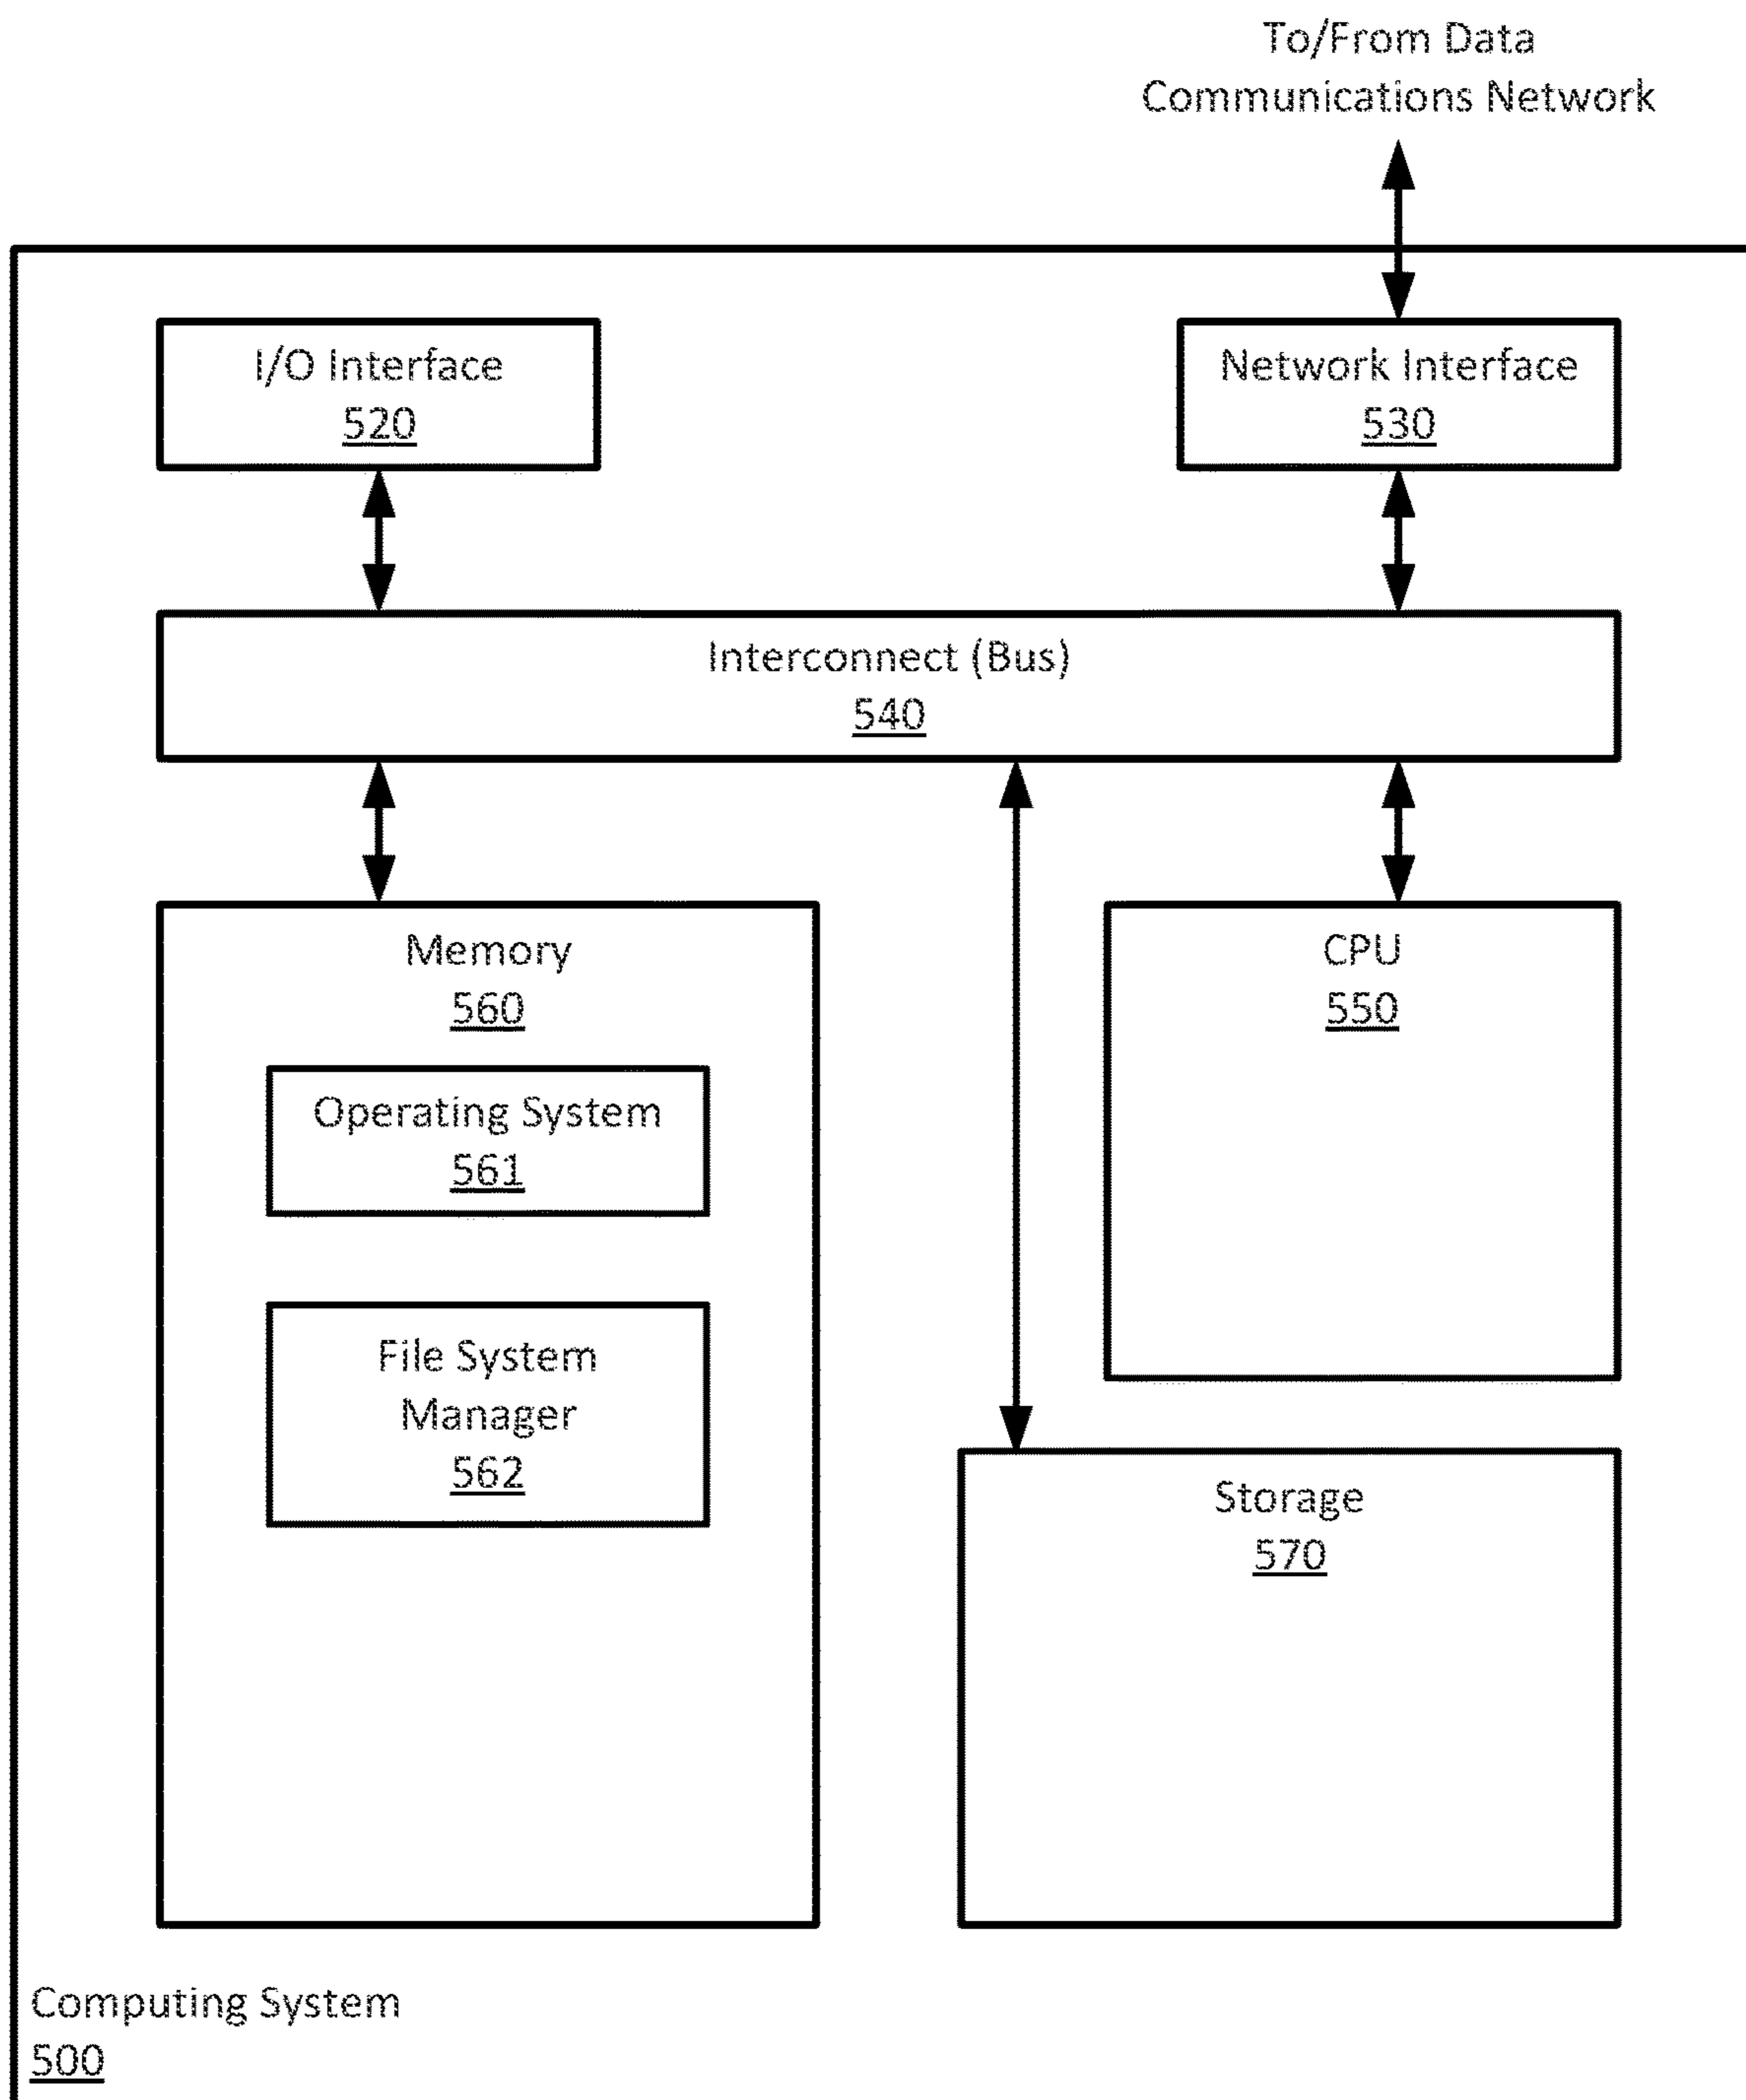 To/From Data
Communications Network
I/O Interface
520
Network Interface
530
Interconnect (Bus)
540
Memory
560
CPU
550
Operating System
561
File System
Manager
562
Storage
570
Computing System
500